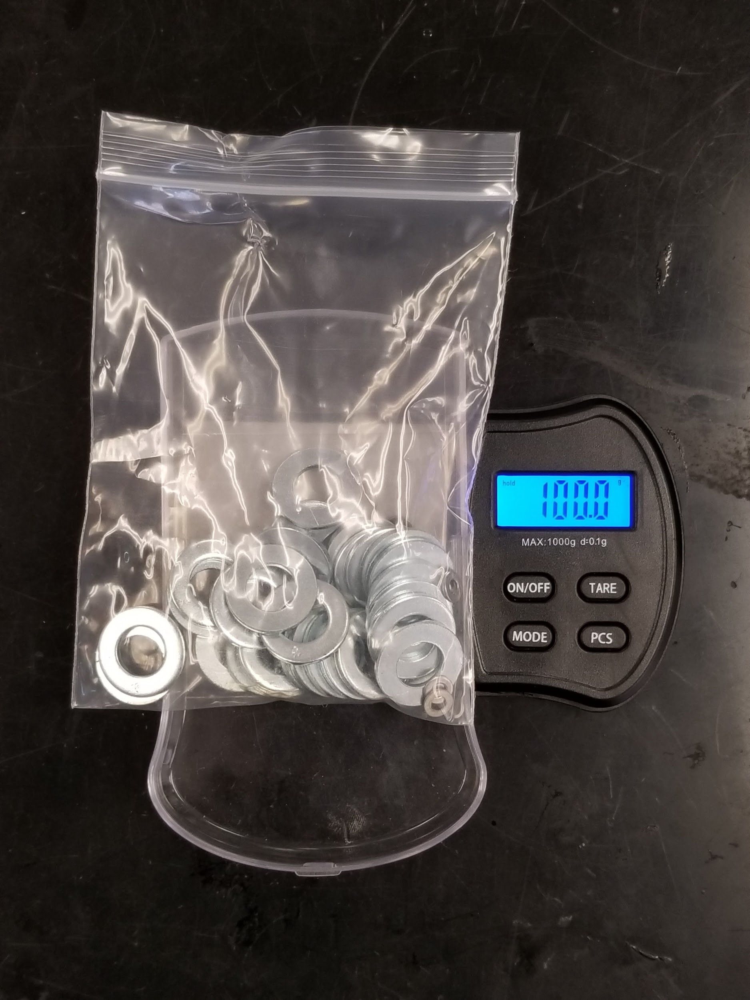 hold 100.0 g
MAX:1000g d=0.1g
ON/OFF TARE
MODE PCS